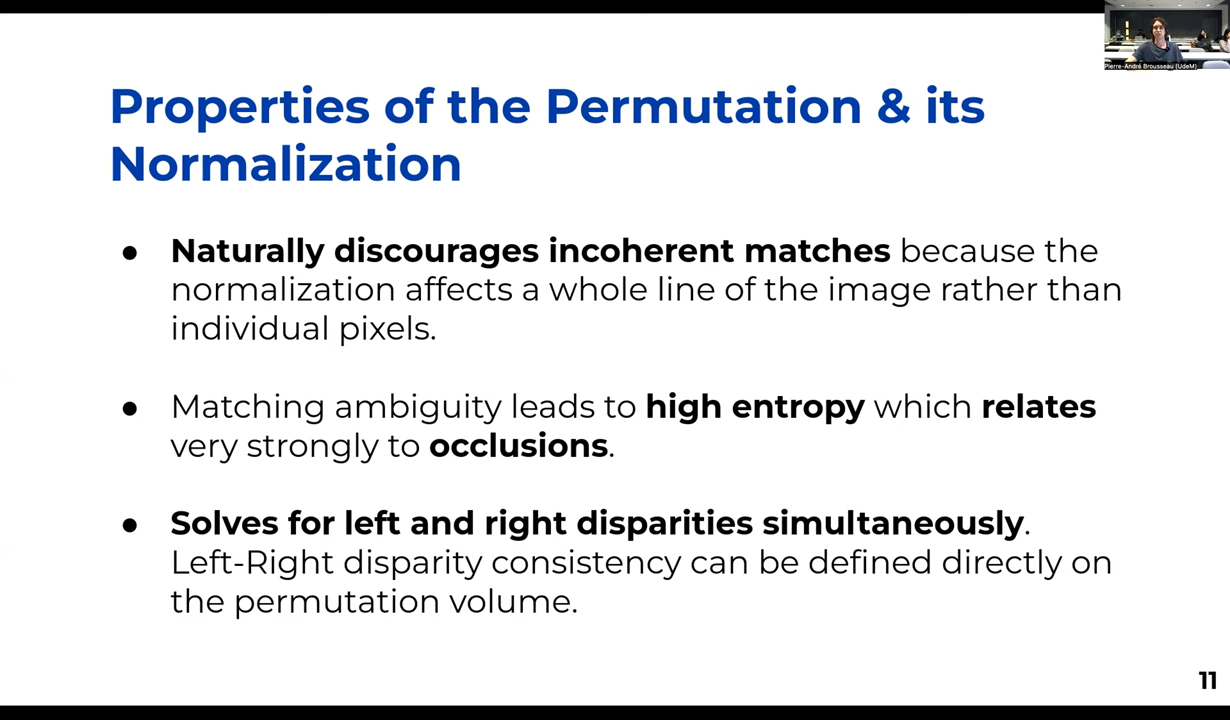 Pierre-André Brousseau (UdeM)
Properties of the Permutation & its
Normalization
● Naturally discourages incoherent matches because the
normalization affects a whole line of the image rather than
individual pixels.
● Matching ambiguity leads to high entropy which relates
very strongly to occlusions.
● Solves for left and right disparities simultaneously.
Left-Right disparity consistency can be defined directly on
the permutation volume.
11